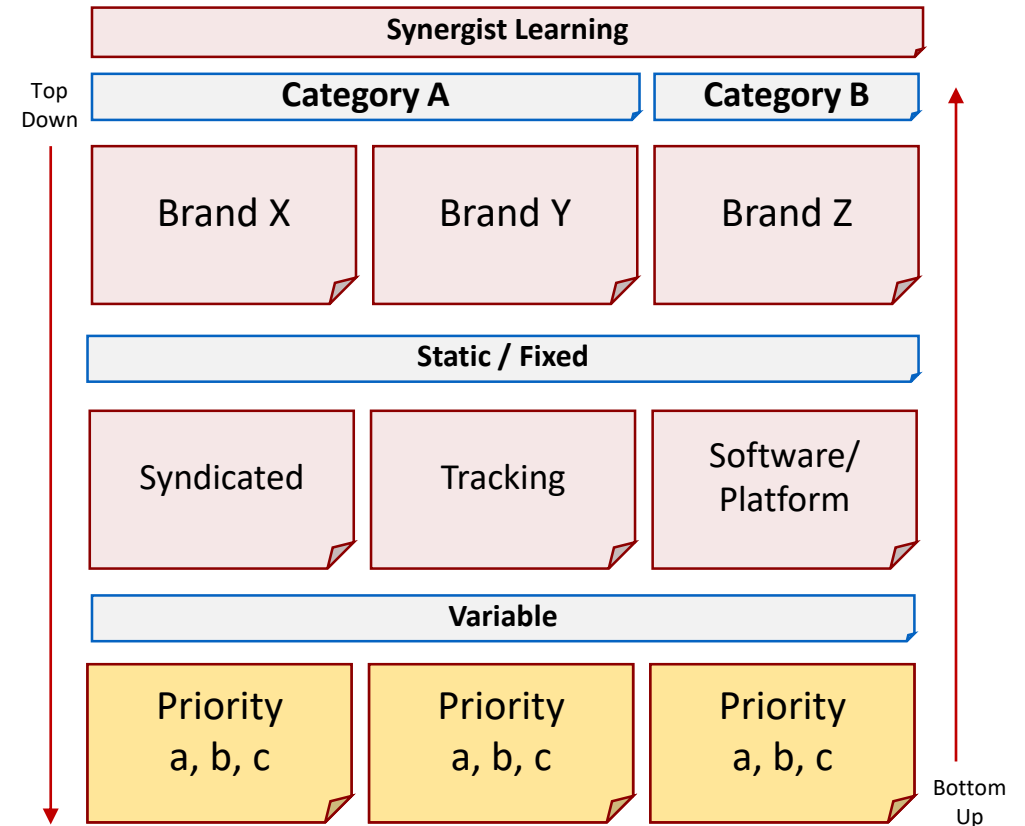 Synergist Learning
Top
Down
Category A
Category B
Brand X
Brand Y
Brand Z
Static / Fixed
Syndicated
Tracking
Software/
Platform
Variable
Priority
a, b, c
Priority
a, b, c
Priority
a, b, c
Bottom
Up